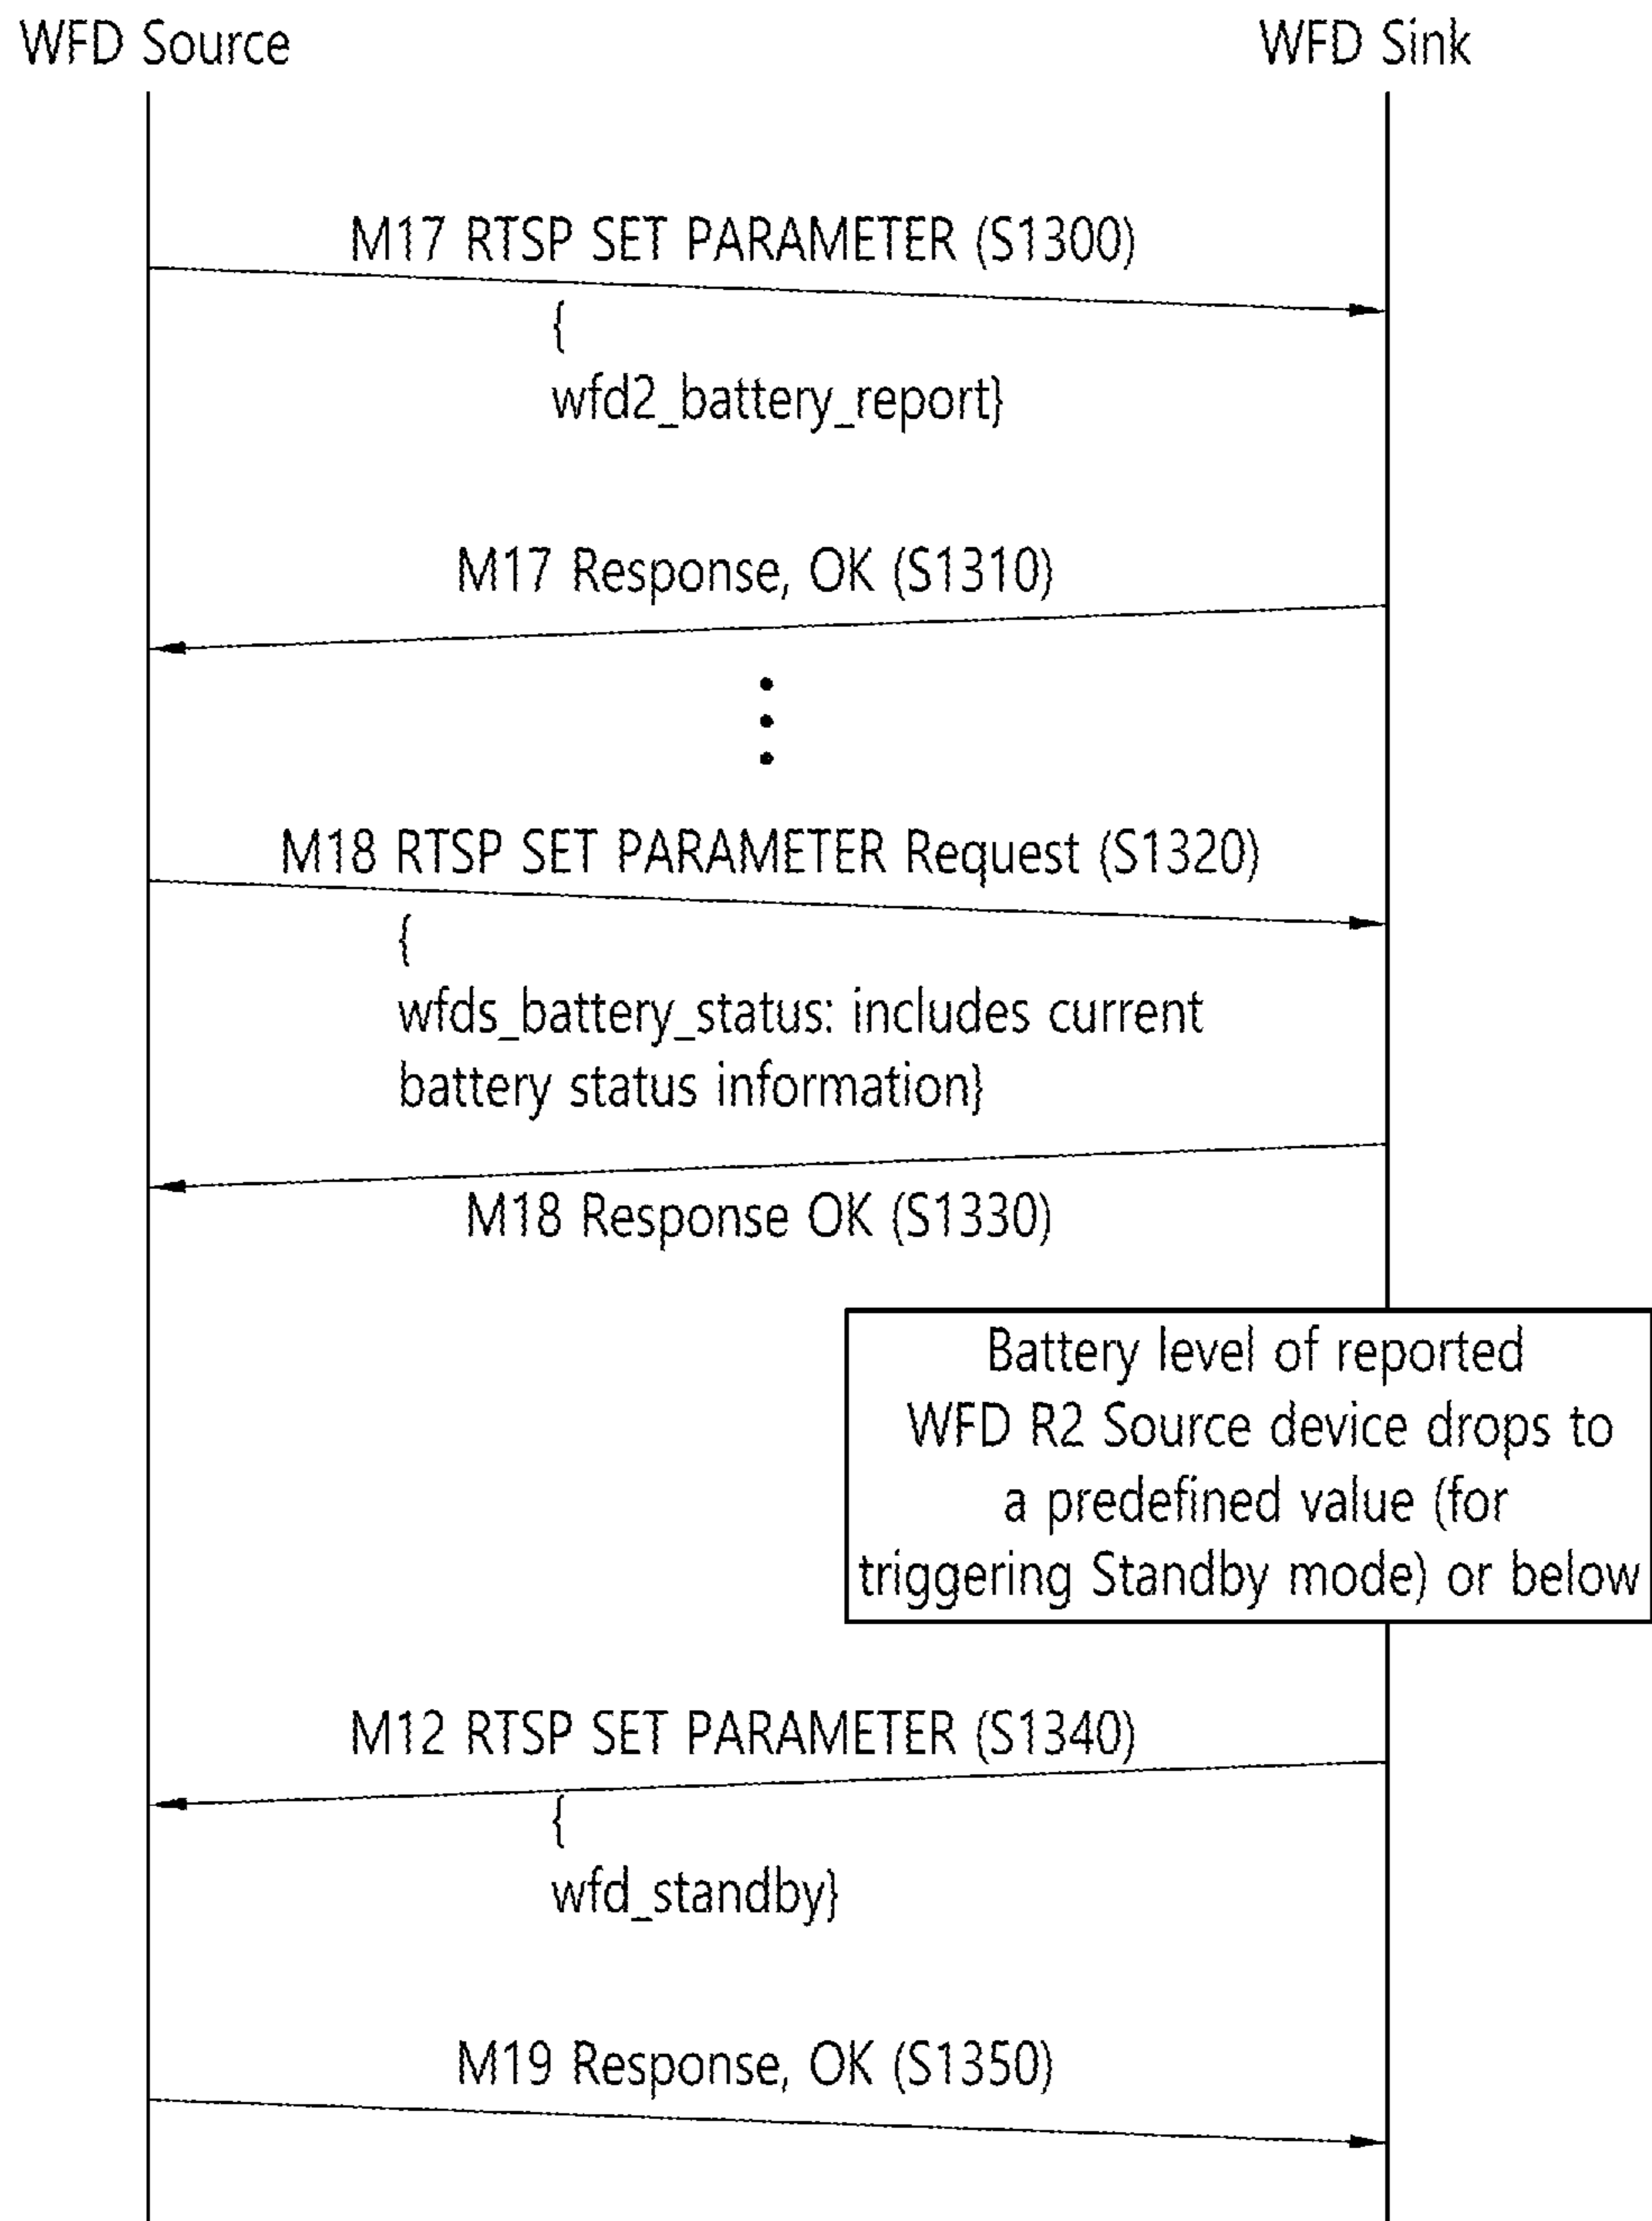 WFD Source
WFD Sink
M17 RTSP SET PARAMETER (S1300)
{
wfd2_battery_report}
M17 Response, OK (S1310)
M18 RTSP SET PARAMETER Request (S1320)
{
wfds_battery_status: includes current
battery status information}
M18 Response OK (S1330)
Battery level of reported
WFD R2 Source device drops to
a predefined value (for
triggering Standby mode) or below
M12 RTSP SET PARAMETER (S1340)
{
wfd_standby}
M19 Response, OK (S1350)